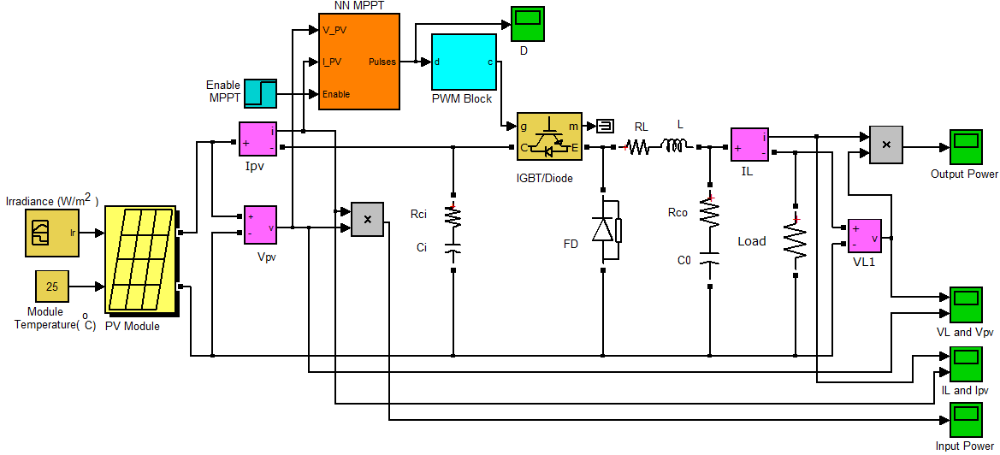 NN MPPT
V_PV
I_PV
Pulses
Enable
Enable
MPPT
d
c
PWM Block
D
g
m
C
E
IGBT/Diode
RL
L
+
i
-
Ipv
+
i
-
IL
×
Output Power
Irradiance (W/m2 )
Ir
25
Module
Temperature( oC)
PV Module
+
-
v
Vpv
×
Rci
Ci
FD
+
Rco
C0
+
Load
+
-
v
VL1
VL and Vpv
IL and Ipv
Input Power